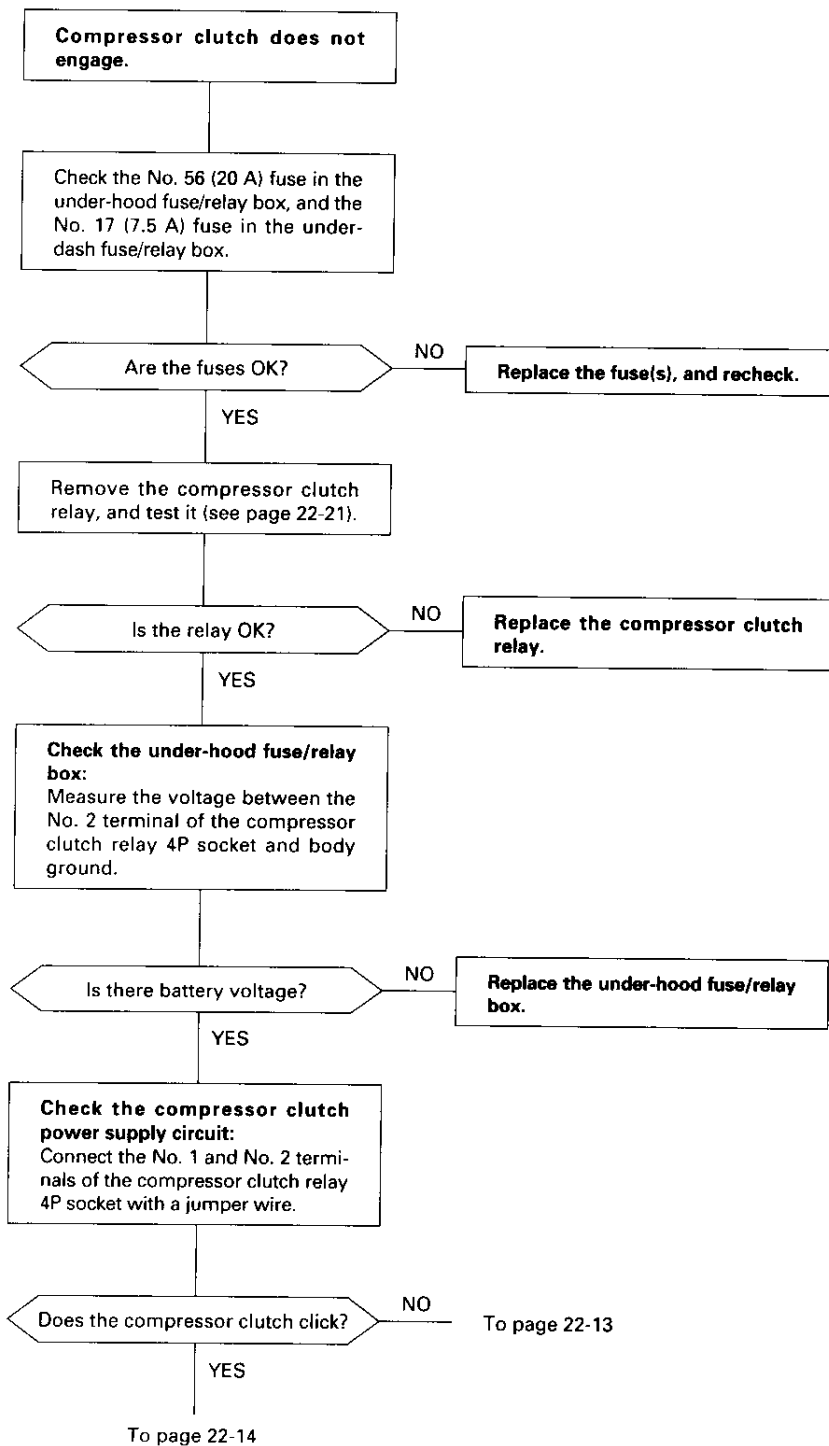 Compressor clutch does not
engage.
Check the No. 56 (20 A) fuse in the
under-hood fuse/relay box, and the
No. 17 (7.5 A) fuse in the under-
dash fuse/relay box.
Are the fuses OK?
NO
Replace the fuse(s), and recheck.
YES
Remove the compressor clutch
relay, and test it (see page 22-21).
Is the relay OK?
NO
Replace the compressor clutch
relay.
YES
Check the under-hood fuse/relay
box:
Measure the voltage between the
No. 2 terminal of the compressor
clutch relay 4P socket and body
ground.
Is there battery voltage?
NO
Replace the under-hood fuse/relay
box.
YES
Check the compressor clutch
power supply circuit:
Connect the No. 1 and No. 2 termi-
nals of the compressor clutch relay
4P socket with a jumper wire.
Does the compressor clutch click?
NO
To page 22-13
YES
To page 22-14